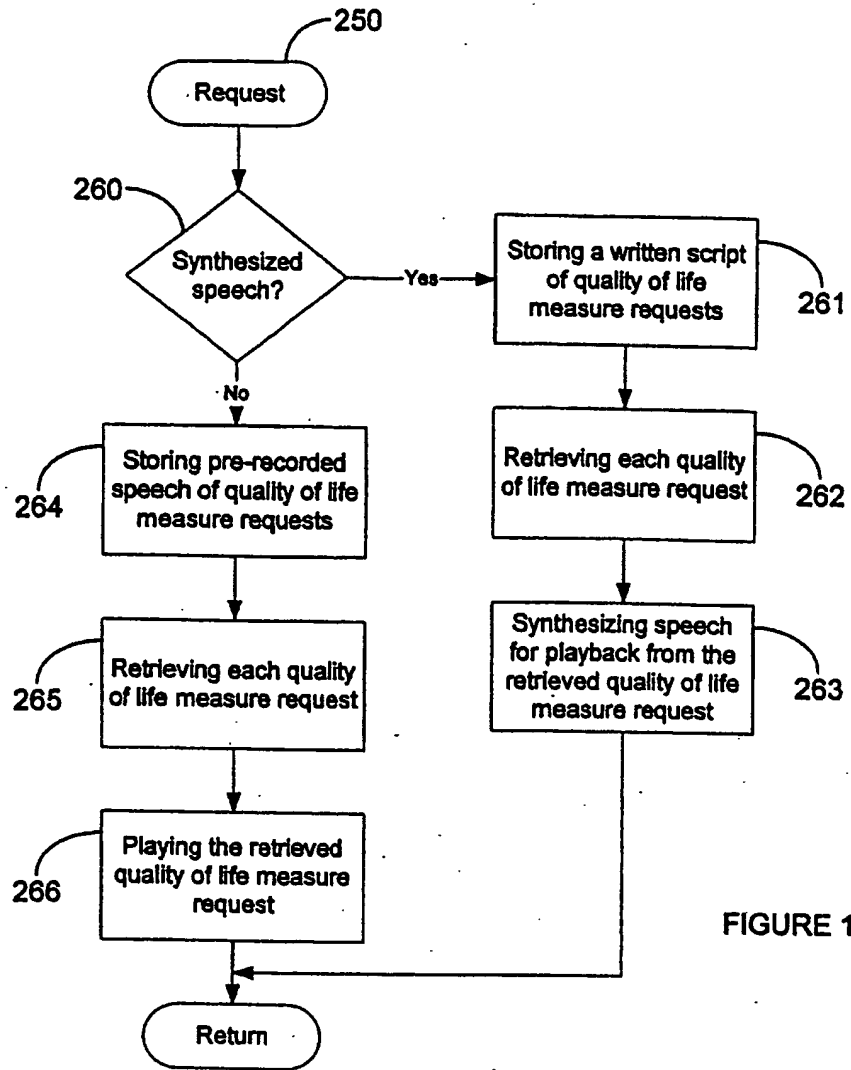 250
Request
260
Synthesized
speech?
Yes
Storing a written script
of quality of life
measure requests
261
No
264
Storing pre-recorded
speech of quality of life
measure requests
Retrieving each quality
of life measure request
262
265
Retrieving each quality
of life measure request
Synthesizing speech
for playback from the
retrieved quality of life
measure request
263
266
Playing the retrieved
quality of life measure
request
FIGURE 1
Return